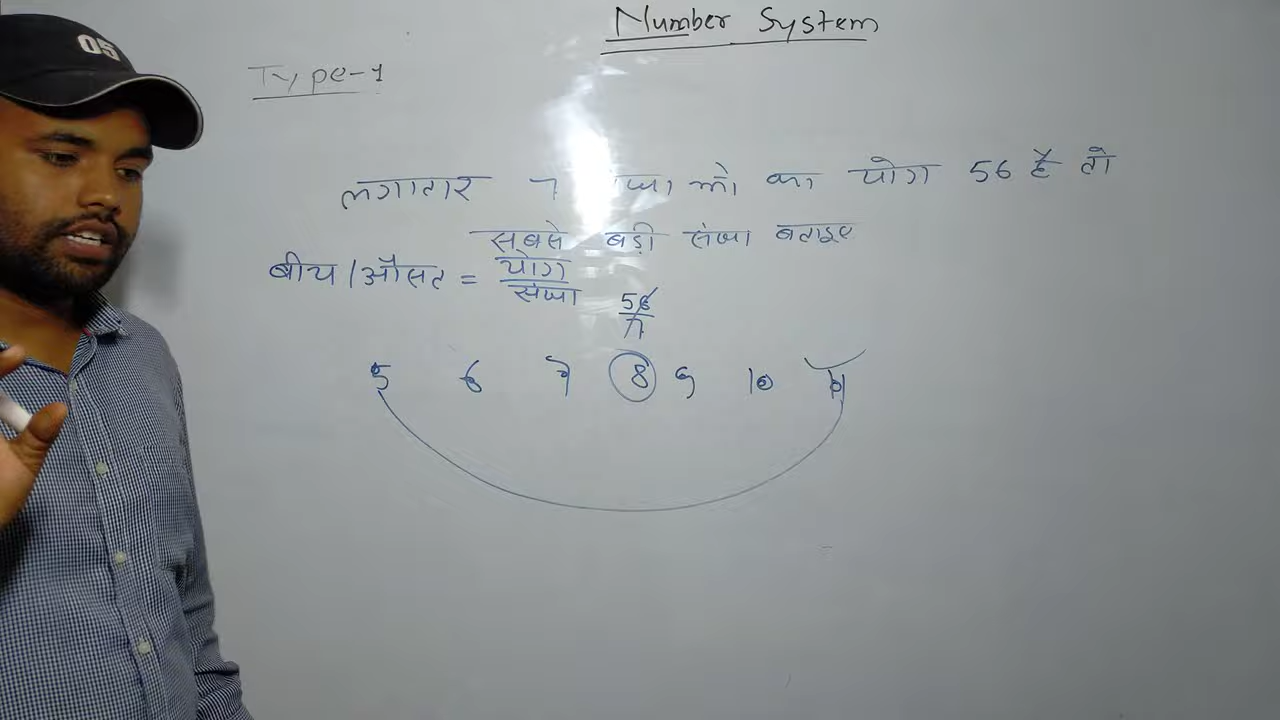 Number System
05
Type-1
लगातार 7 का योग 56 है तो
सबसे बड़ी संख्या बताइए
बीच / औसत = योग / संख्या 56/7
5 6 7 8 9 10 11